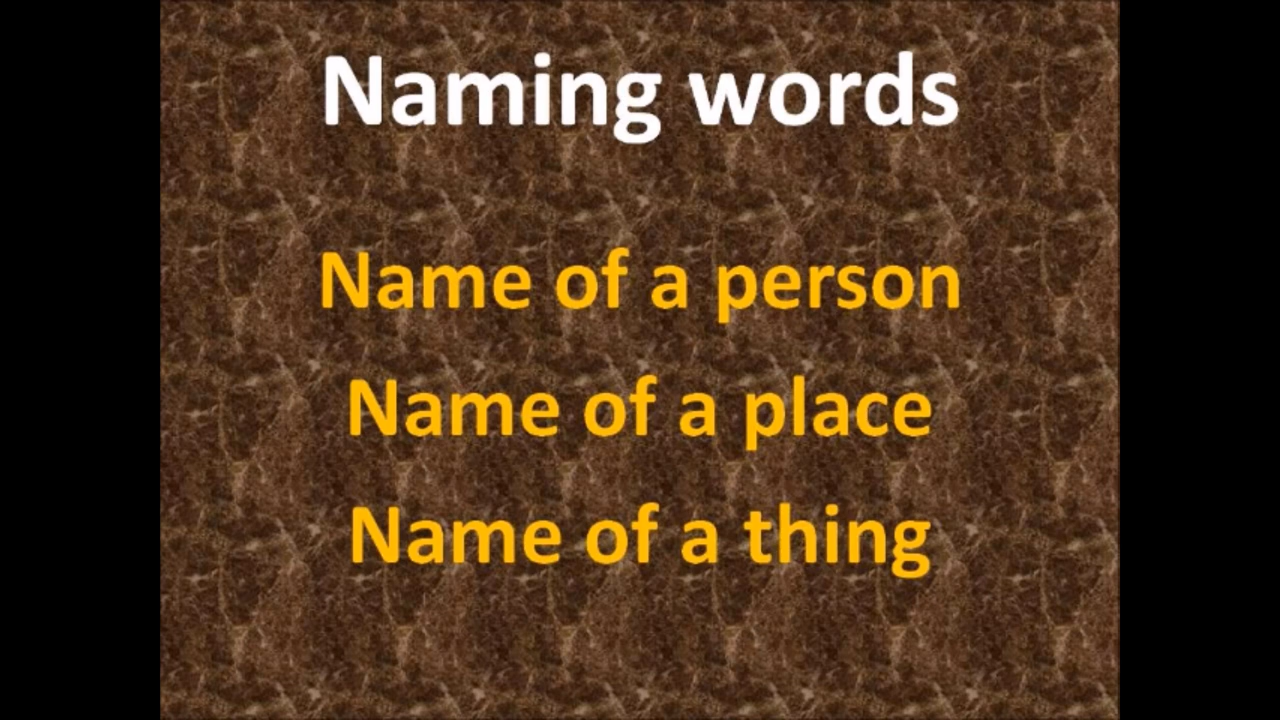 Naming words
Name of a person
Name of a place
Name of a thing